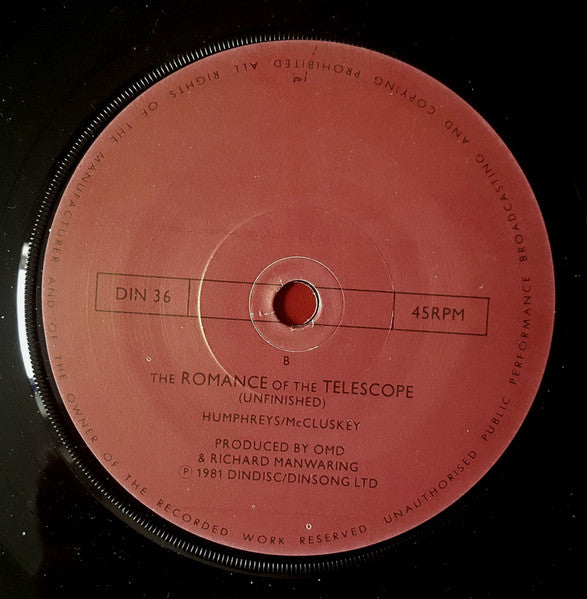 DIN 36
45RPM
B
THE ROMANCE OF THE TELESCOPE
(UNFINISHED)
HUMPHREYS/McCLUSKEY
PRODUCED BY OMD
& RICHARD MANWARING
℗ 1981 DINDISC/DINSONG LTD
ALL RIGHTS OF THE MANUFACTURER AND OF THE OWNER OF THE RECORDED WORK RESERVED. UNAUTHORISED PUBLIC PERFORMANCE BROADCASTING AND COPYING PROHIBITED